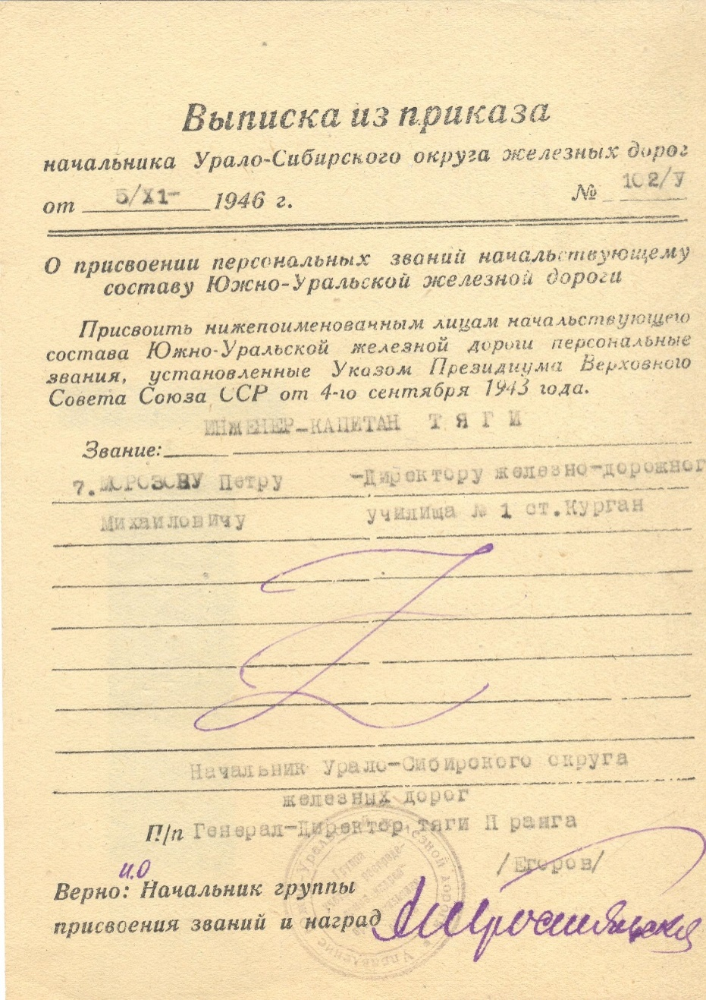 Выписка из приказа
начальника Урало-Сибирского округа железных дорог
от 5/XI- 1946 г. № 102/У
О присвоении персональных званий начальствующему
составу Южно-Уральской железной дороги
Присвоить нижепоименованным лицам начальствующего
состава Южно-Уральской железной дороги персональные
звания, установленные Указом Президиума Верховного
Совета Союза ССР от 4-го сентября 1943 года.
ИНЖЕНЕР-КАПИТАН ТЯГИ
Звание:
7. МОРОЗОВУ Петру -Директору железно-дорожног
Михаиловичу училища № 1 ст.Курган
Начальник Урало-Сибирского округа
железных дорог
П/п Генерал-Директор тяги П ранга
/Егоров/
и.о
Верно: Начальник группы
присвоения званий и наград